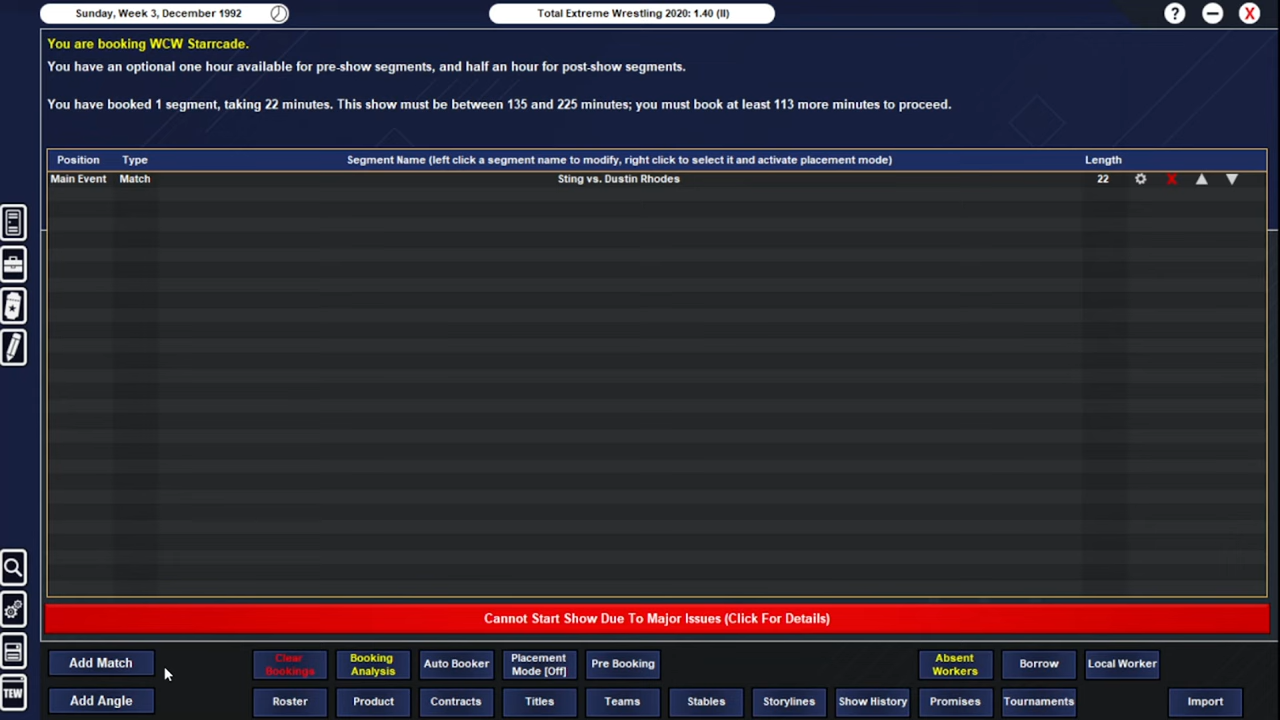 Sunday, Week 3, December 1992
Total Extreme Wrestling 2020: 1.40 (II)
?
X
You are booking WCW Starrcade.
You have an optional one hour available for pre-show segments, and half an hour for post-show segments.
You have booked 1 segment, taking 22 minutes. This show must be between 135 and 225 minutes; you must book at least 113 more minutes to proceed.
Position Type Segment Name (left click a segment name to modify, right click to select it and activate placement mode) Length
Main Event Match Sting vs. Dustin Rhodes 22 X
Cannot Start Show Due To Major Issues (Click For Details)
Add Match
Clear Bookings
Booking Analysis
Auto Booker
Placement Mode [Off]
Pre Booking
Absent Workers
Borrow
Local Worker
TEW
Add Angle
Roster
Product
Contracts
Titles
Teams
Stables
Storylines
Show History
Promises
Tournaments
Import